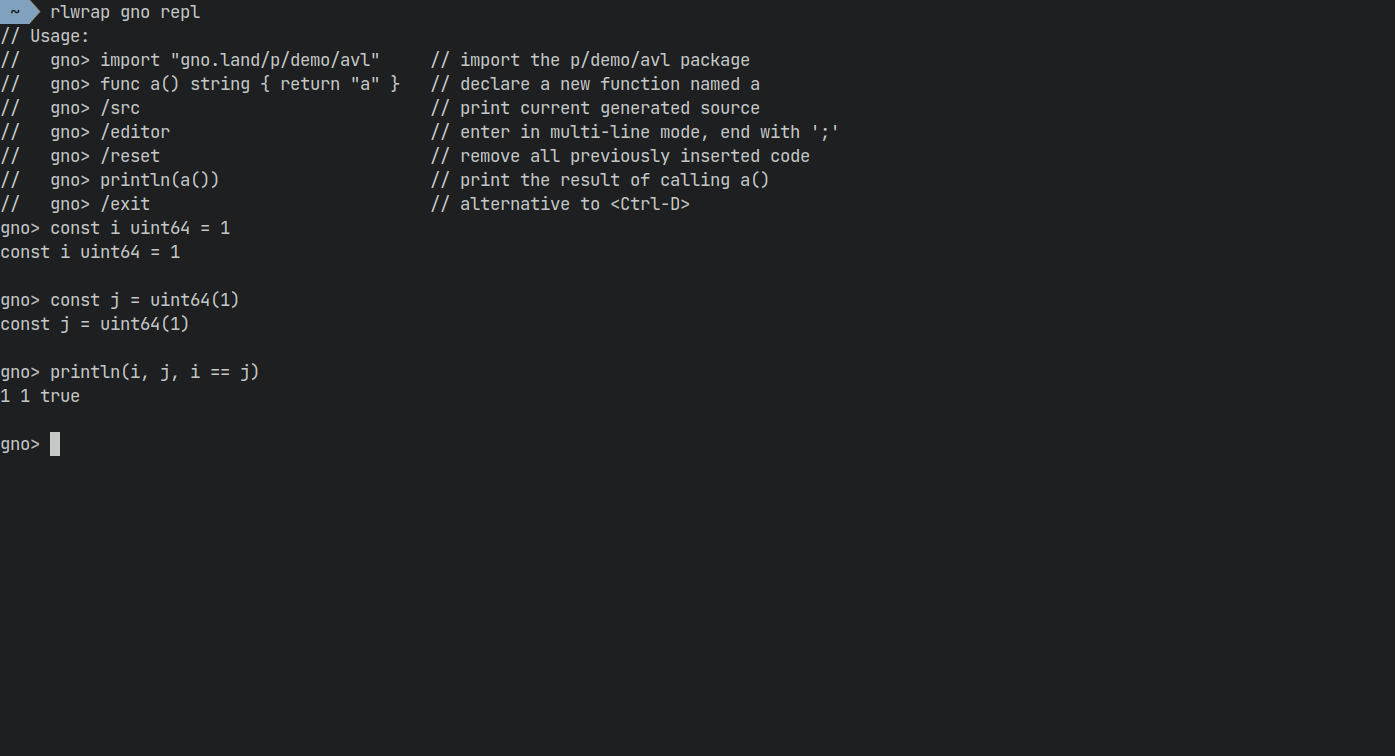 ~ rlwrap gno repl
// Usage:
//   gno> import "gno.land/p/demo/avl"     // import the p/demo/avl package
//   gno> func a() string { return "a" }   // declare a new function named a
//   gno> /src                             // print current generated source
//   gno> /editor                          // enter in multi-line mode, end with ';'
//   gno> /reset                           // remove all previously inserted code
//   gno> println(a())                     // print the result of calling a()
//   gno> /exit                            // alternative to <Ctrl-D>
gno> const i uint64 = 1
const i uint64 = 1
gno> const j = uint64(1)
const j = uint64(1)
gno> println(i, j, i == j)
1 1 true
gno>